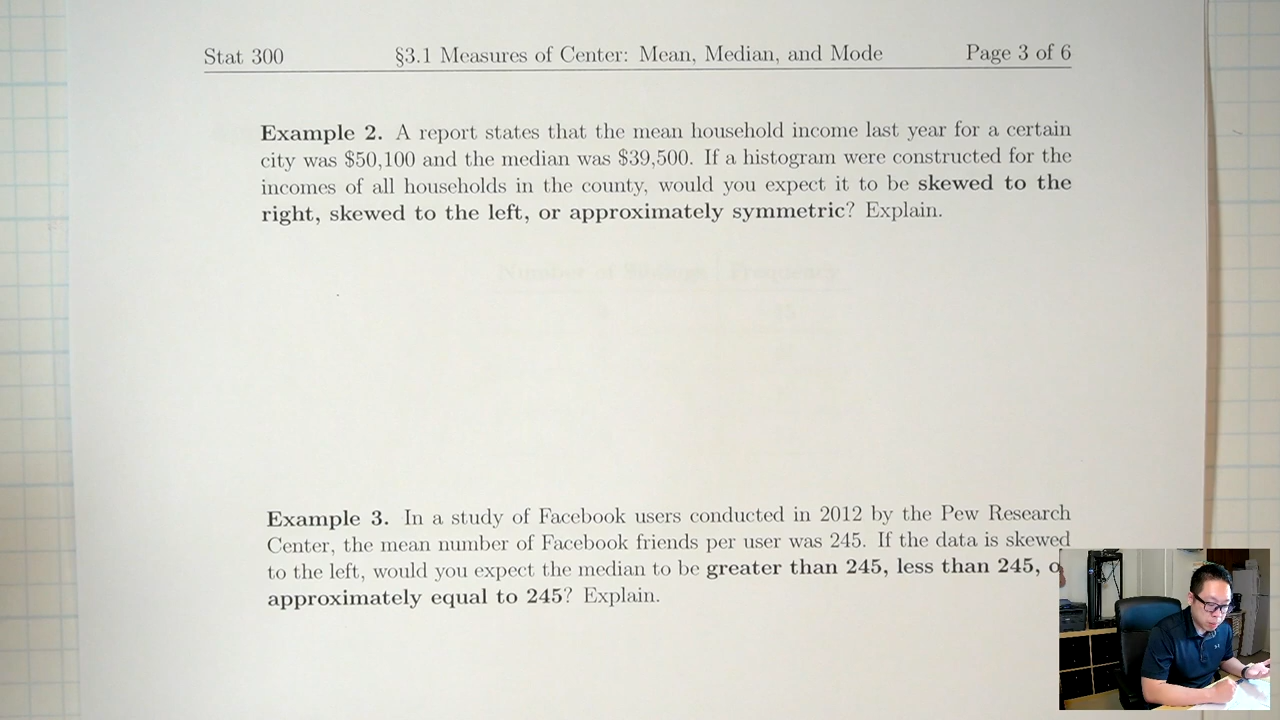 Stat 300 §3.1 Measures of Center: Mean, Median, and Mode Page 3 of 6
Example 2. A report states that the mean household income last year for a certain
city was $50,100 and the median was $39,500. If a histogram were constructed for the
incomes of all households in the county, would you expect it to be skewed to the
right, skewed to the left, or approximately symmetric? Explain.
Example 3. In a study of Facebook users conducted in 2012 by the Pew Research
Center, the mean number of Facebook friends per user was 245. If the data is skewed
to the left, would you expect the median to be greater than 245, less than 245,
approximately equal to 245? Explain.